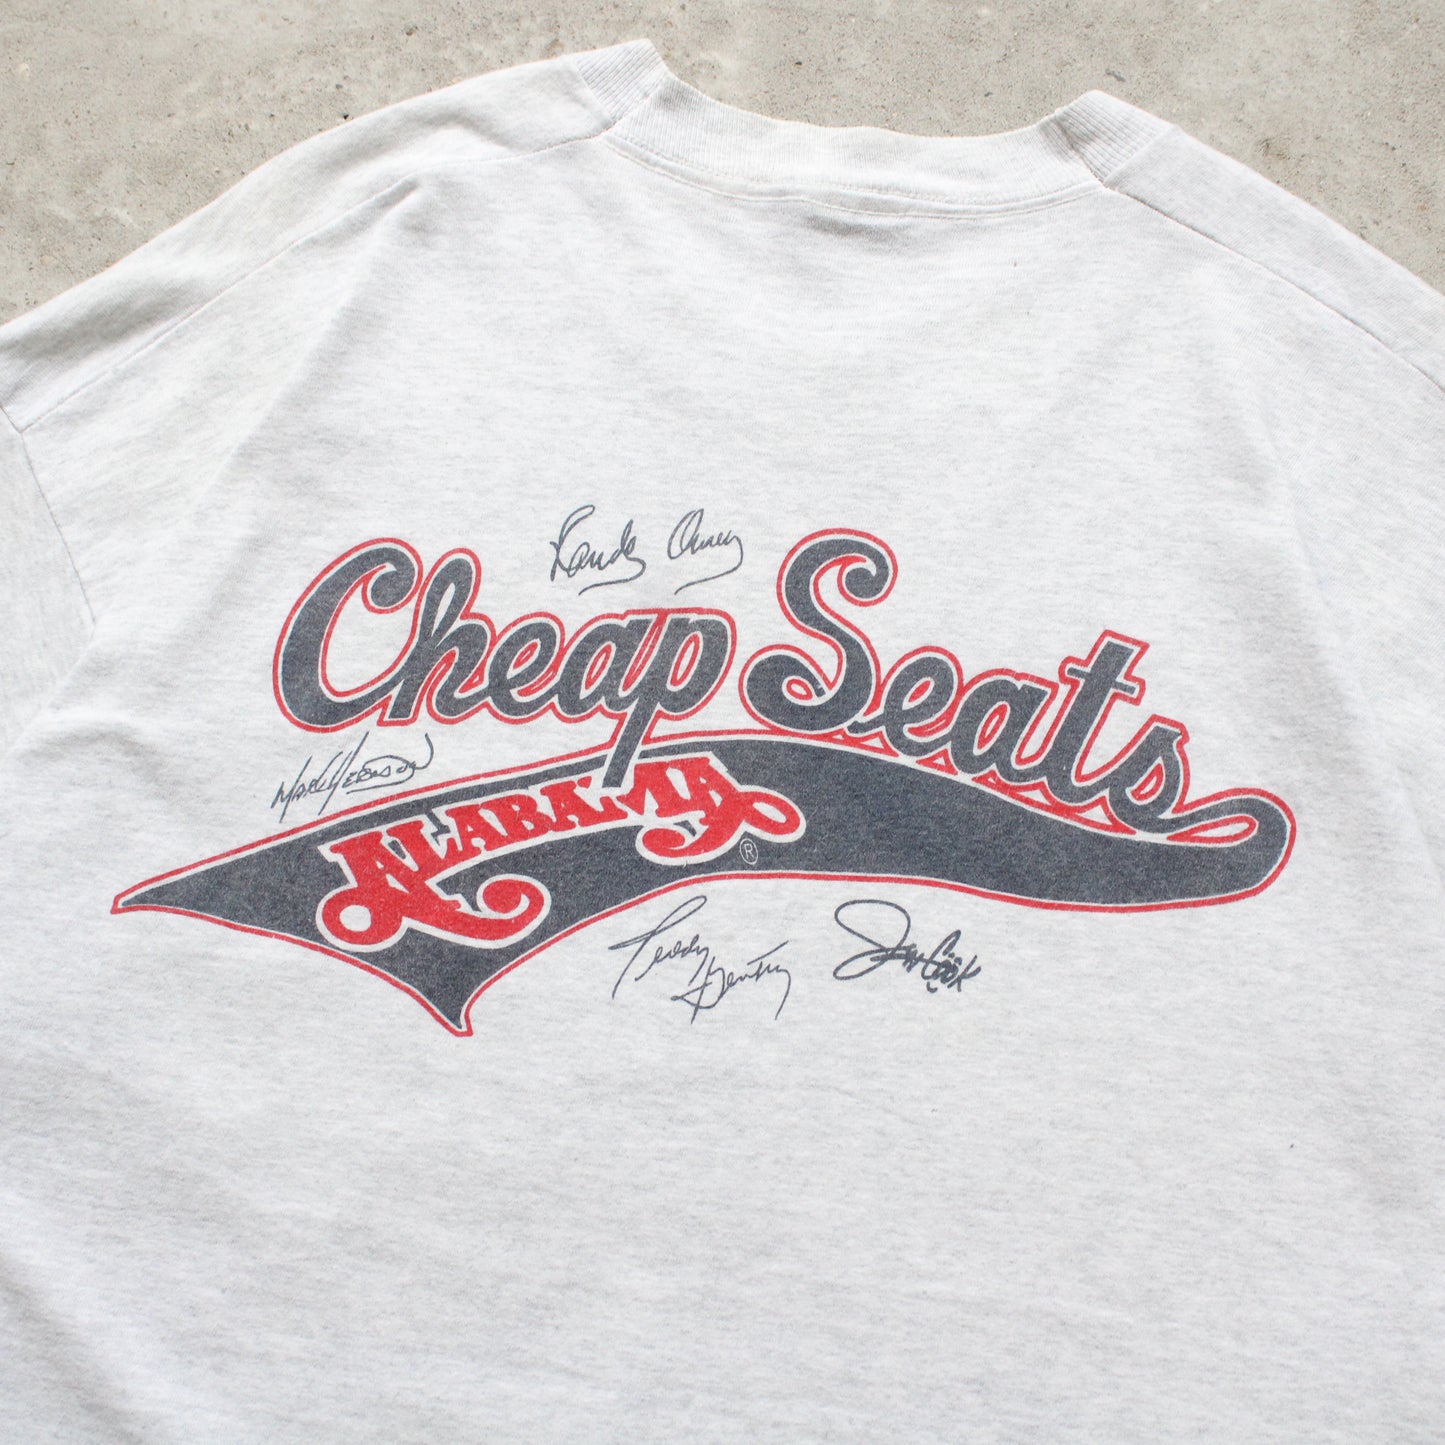 Randy Owen
Cheap Seats
Mark Herndon
ALABAMA ®
Teddy Gentry
Jeff Cook